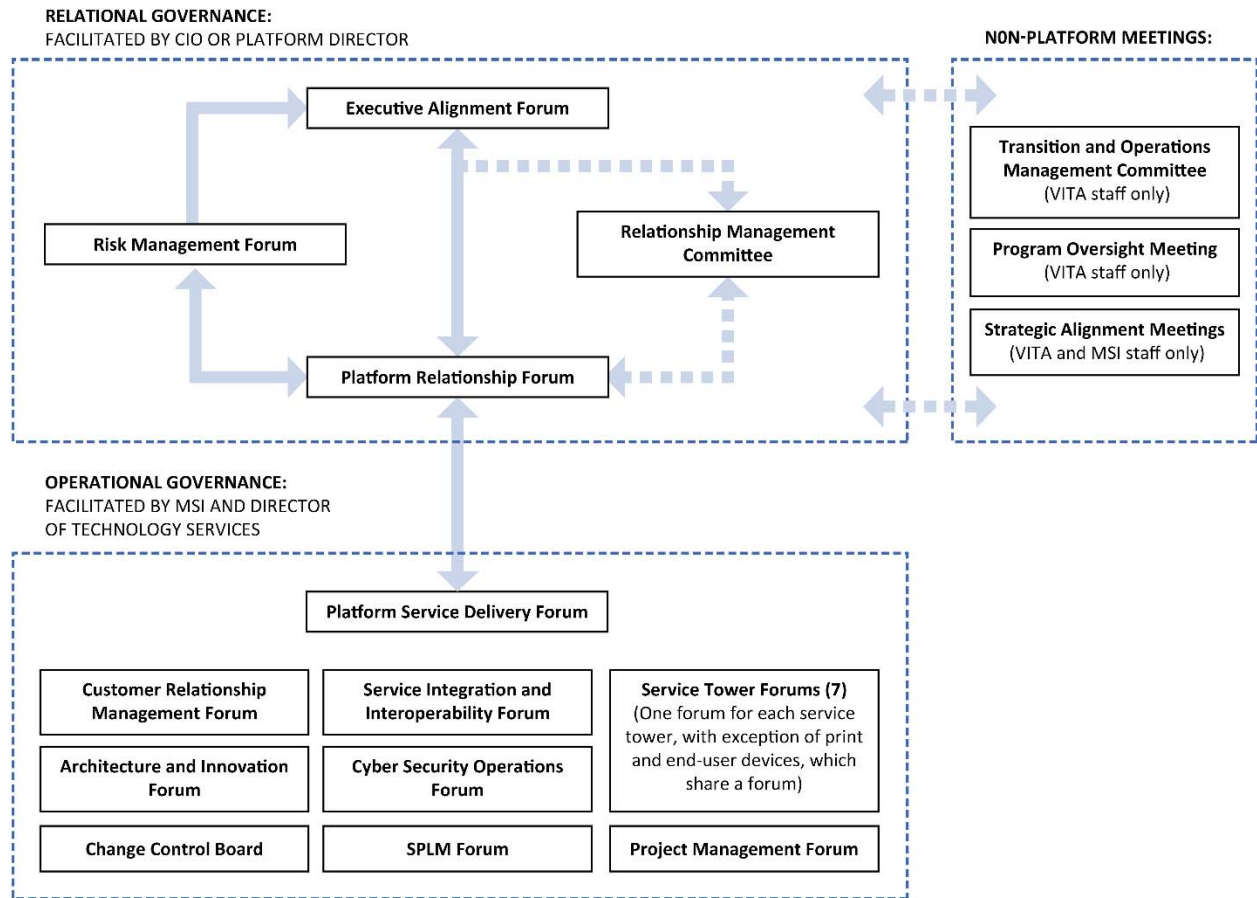 RELATIONAL GOVERNANCE:
FACILITATED BY CIO OR PLATFORM DIRECTOR
N0N-PLATFORM MEETINGS:
Executive Alignment Forum
Risk Management Forum
Relationship Management
Committee
Platform Relationship Forum
Transition and Operations
Management Committee
(VITA staff only)
Program Oversight Meeting
(VITA staff only)
Strategic Alignment Meetings
(VITA and MSI staff only)
OPERATIONAL GOVERNANCE:
FACILITATED BY MSI AND DIRECTOR
OF TECHNOLOGY SERVICES
Platform Service Delivery Forum
Customer Relationship
Management Forum
Service Integration and
Interoperability Forum
Service Tower Forums (7)
(One forum for each service
tower, with exception of print
and end-user devices, which
share a forum)
Architecture and Innovation
Forum
Cyber Security Operations
Forum
Change Control Board
SPLM Forum
Project Management Forum